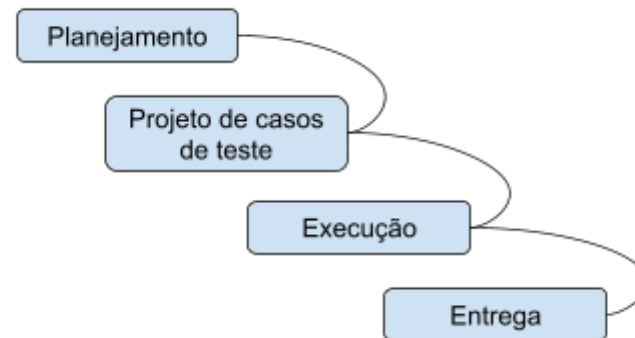 Planejamento
Projeto de casos
de teste
Execução
Entrega